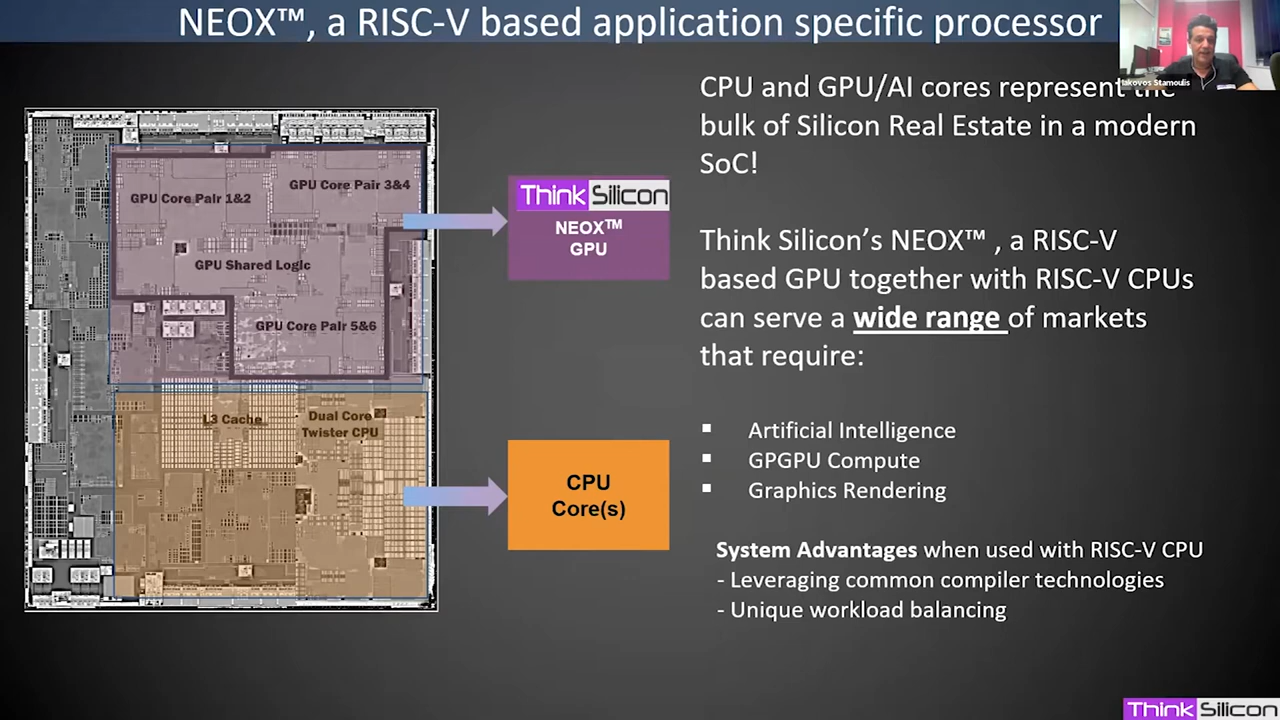 NEOX™, a RISC-V based application specific processor
Iakovos Stamoulis
CPU and GPU/AI cores represent the
bulk of Silicon Real Estate in a modern
SoC!
GPU Core Pair 1&2
GPU Core Pair 3&4
GPU Shared Logic
GPU Core Pair 5&6
L3 Cache
Dual Core
Twister CPU
Think Silicon
NEOX™
GPU
CPU
Core(s)
Think Silicon's NEOX™ , a RISC-V
based GPU together with RISC-V CPUs
can serve a wide range of markets
that require:
▪ Artificial Intelligence
▪ GPGPU Compute
▪ Graphics Rendering
System Advantages when used with RISC-V CPU
- Leveraging common compiler technologies
- Unique workload balancing
Think Silicon